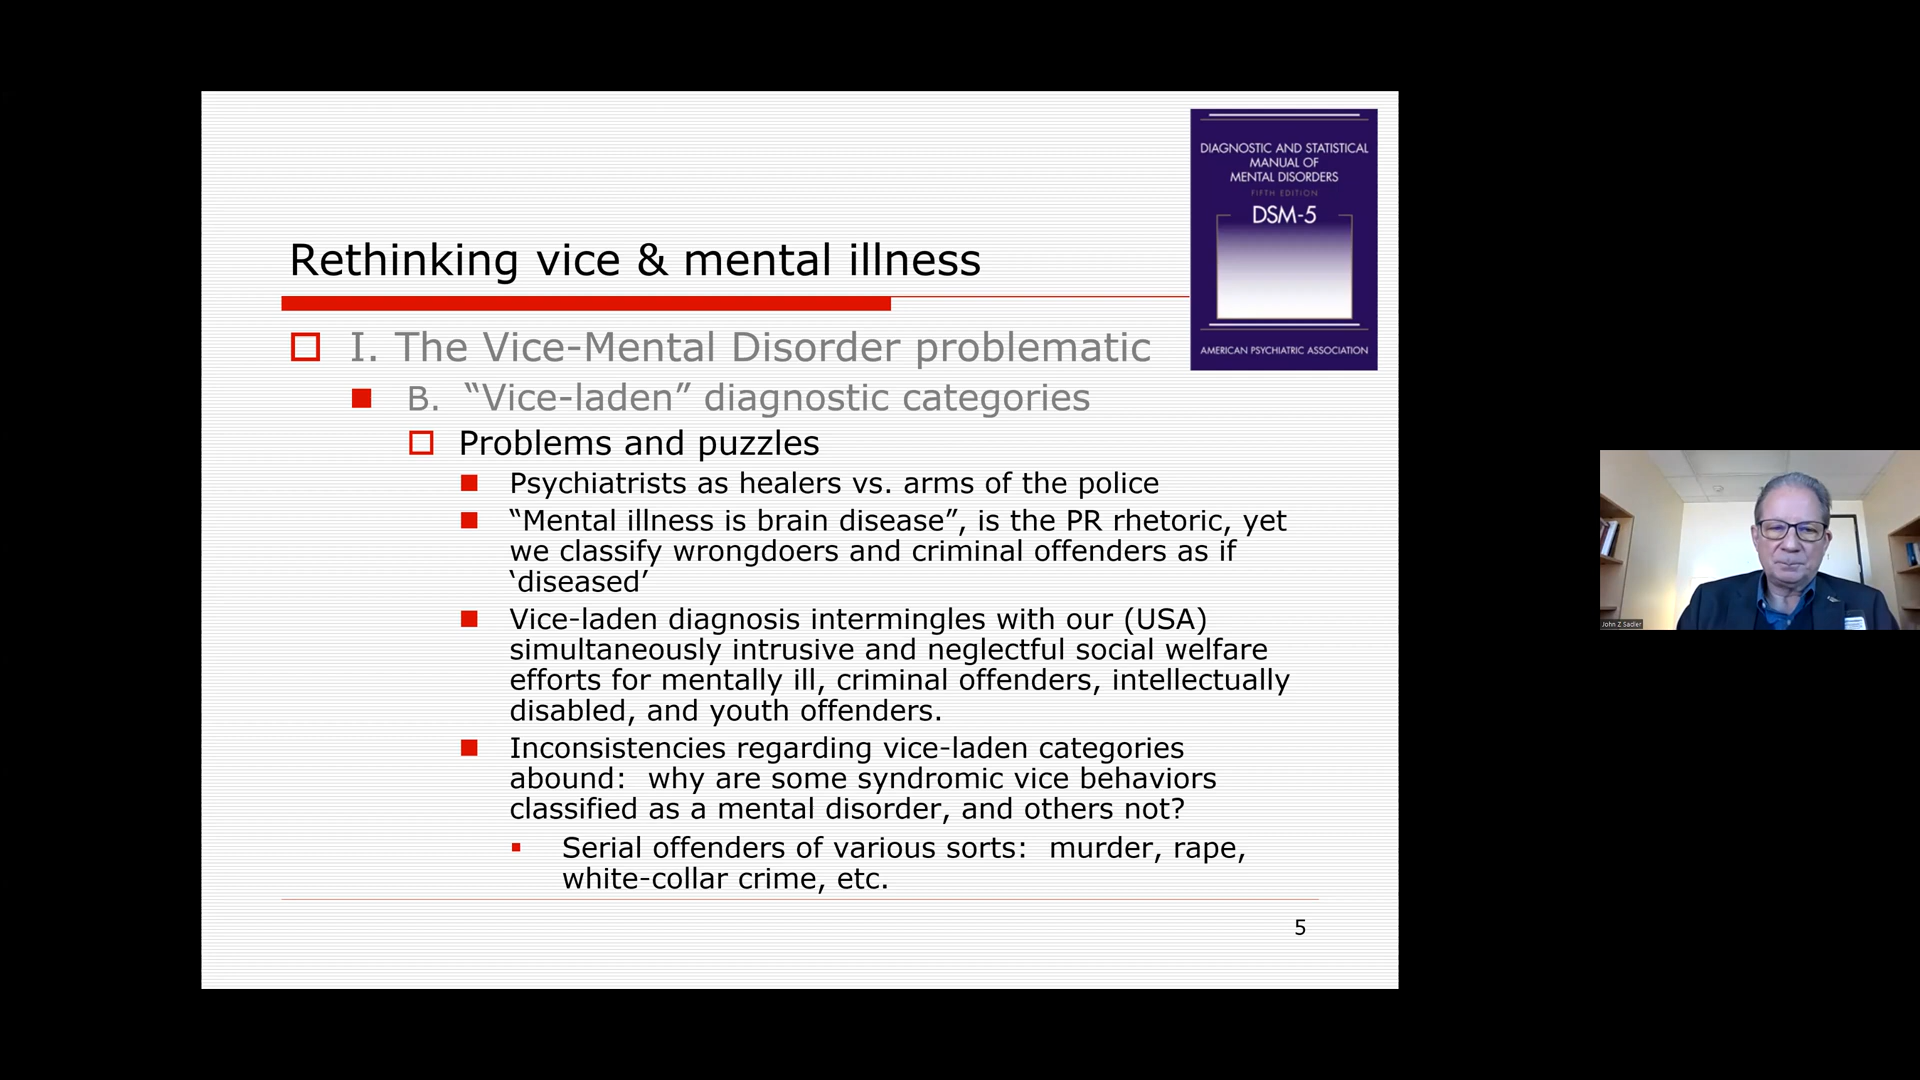 DIAGNOSTIC AND STATISTICAL
MANUAL OF
MENTAL DISORDERS
FIFTH EDITION
DSM-5
AMERICAN PSYCHIATRIC ASSOCIATION
Rethinking vice & mental illness
I. The Vice-Mental Disorder problematic
B. “Vice-laden” diagnostic categories
Problems and puzzles
Psychiatrists as healers vs. arms of the police
“Mental illness is brain disease”, is the PR rhetoric, yet
we classify wrongdoers and criminal offenders as if
‘diseased’
Vice-laden diagnosis intermingles with our (USA)
simultaneously intrusive and neglectful social welfare
efforts for mentally ill, criminal offenders, intellectually
disabled, and youth offenders.
Inconsistencies regarding vice-laden categories
abound: why are some syndromic vice behaviors
classified as a mental disorder, and others not?
Serial offenders of various sorts: murder, rape,
white-collar crime, etc.
5
John Z Sadler